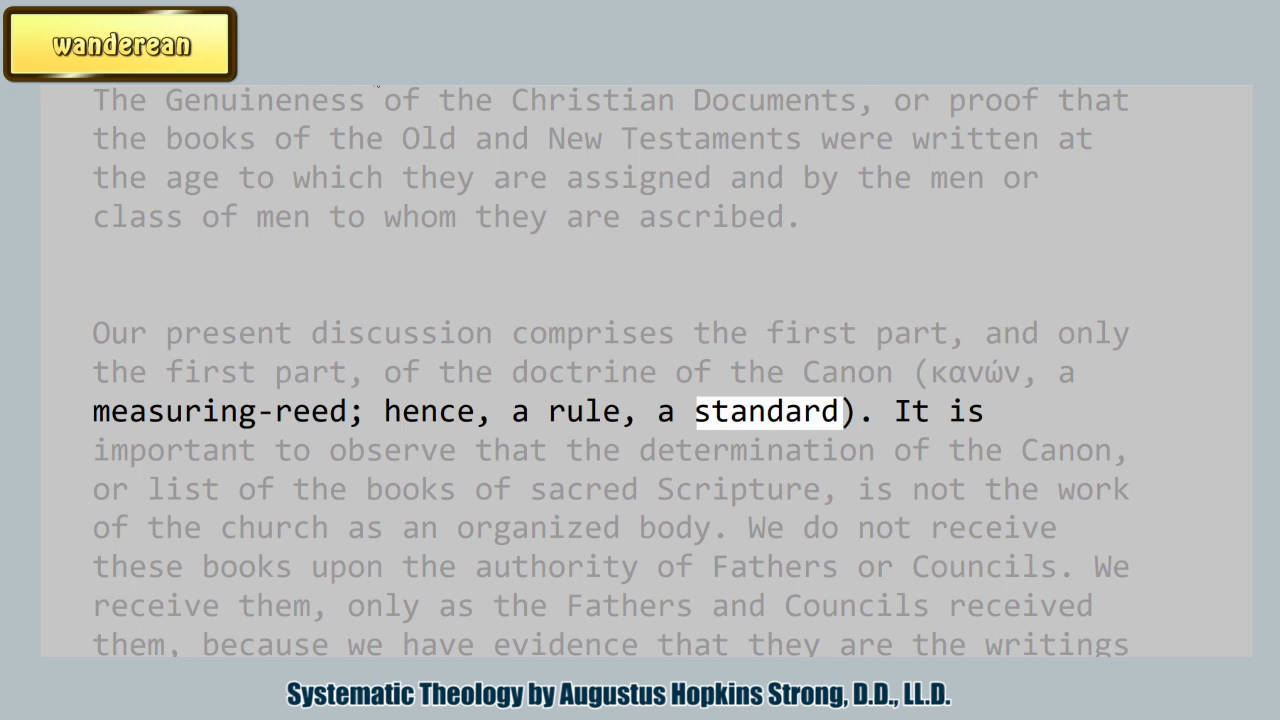 wanderean
The Genuineness of the Christian Documents, or proof that
the books of the Old and New Testaments were written at
the age to which they are assigned and by the men or
class of men to whom they are ascribed.
Our present discussion comprises the first part, and only
the first part, of the doctrine of the Canon (κανών, a
measuring-reed; hence, a rule, a standard). It is
important to observe that the determination of the Canon,
or list of the books of sacred Scripture, is not the work
of the church as an organized body. We do not receive
these books upon the authority of Fathers or Councils. We
receive them, only as the Fathers and Councils received
them, because we have evidence that they are the writings
Systematic Theology by Augustus Hopkins Strong, D.D., LL.D.